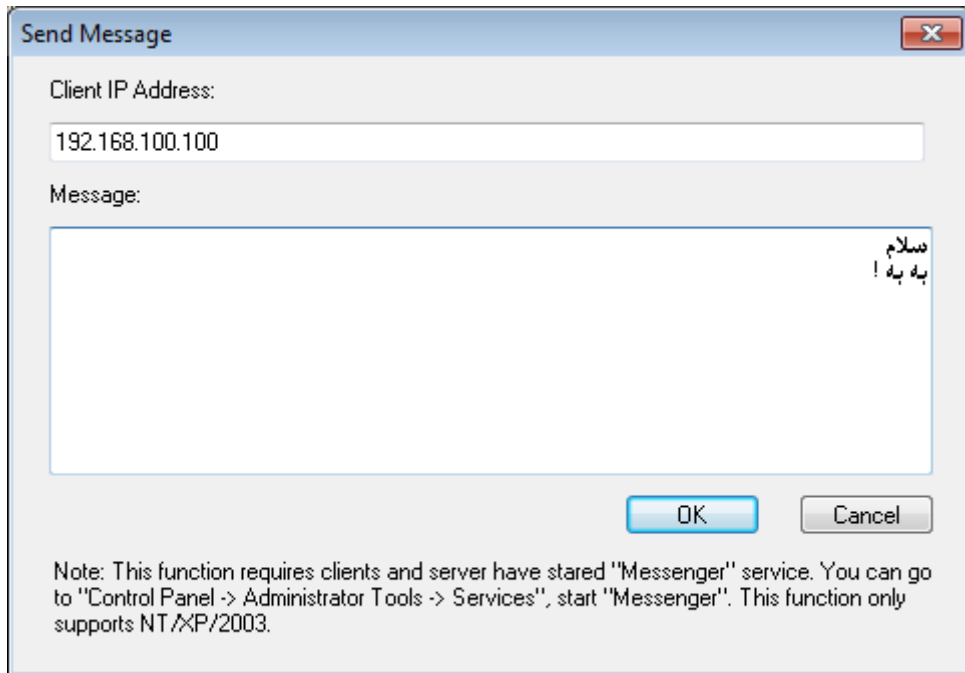 Send Message
Client IP Address:
192.168.100.100
Message:
سلام
به به !
OK
Cancel
Note: This function requires clients and server have stared "Messenger" service. You can go
to "Control Panel -> Administrator Tools -> Services", start "Messenger". This function only
supports NT/XP/2003.